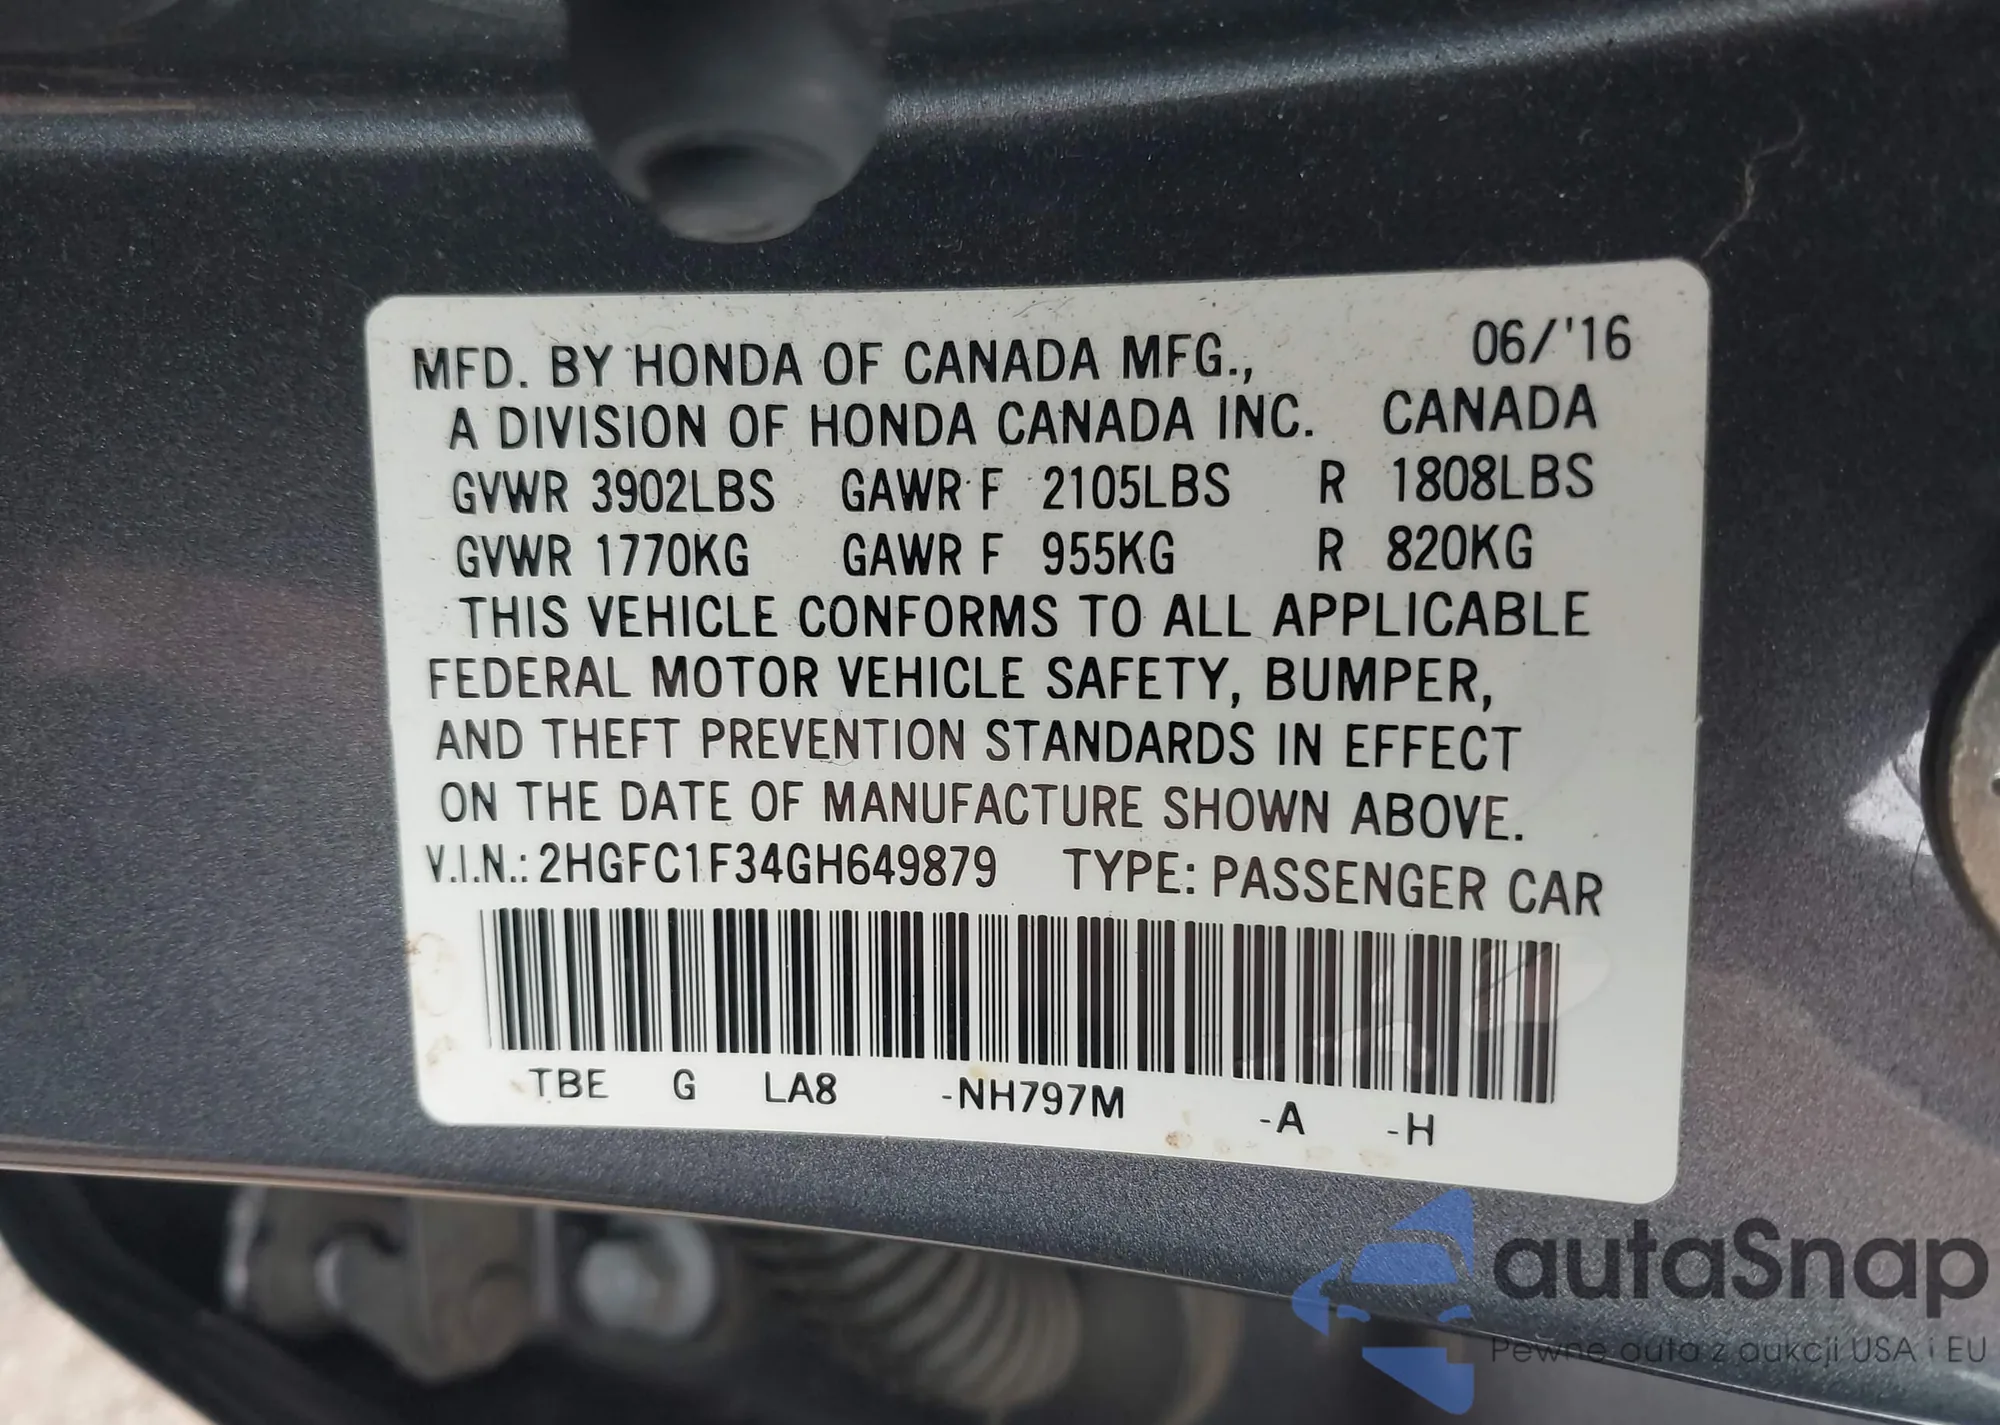 MFD. BY HONDA OF CANADA MFG., 06/'16
A DIVISION OF HONDA CANADA INC. CANADA
GVWR 3902LBS GAWR F 2105LBS R 1808LBS
GVWR 1770KG GAWR F 955KG R 820KG
THIS VEHICLE CONFORMS TO ALL APPLICABLE
FEDERAL MOTOR VEHICLE SAFETY, BUMPER,
AND THEFT PREVENTION STANDARDS IN EFFECT
ON THE DATE OF MANUFACTURE SHOWN ABOVE.
V.I.N.: 2HGFC1F34GH649879 TYPE: PASSENGER CAR
TBE G LA8 -NH797M -A -H
autaSnap
Pewne auta z aukcji USA i EU